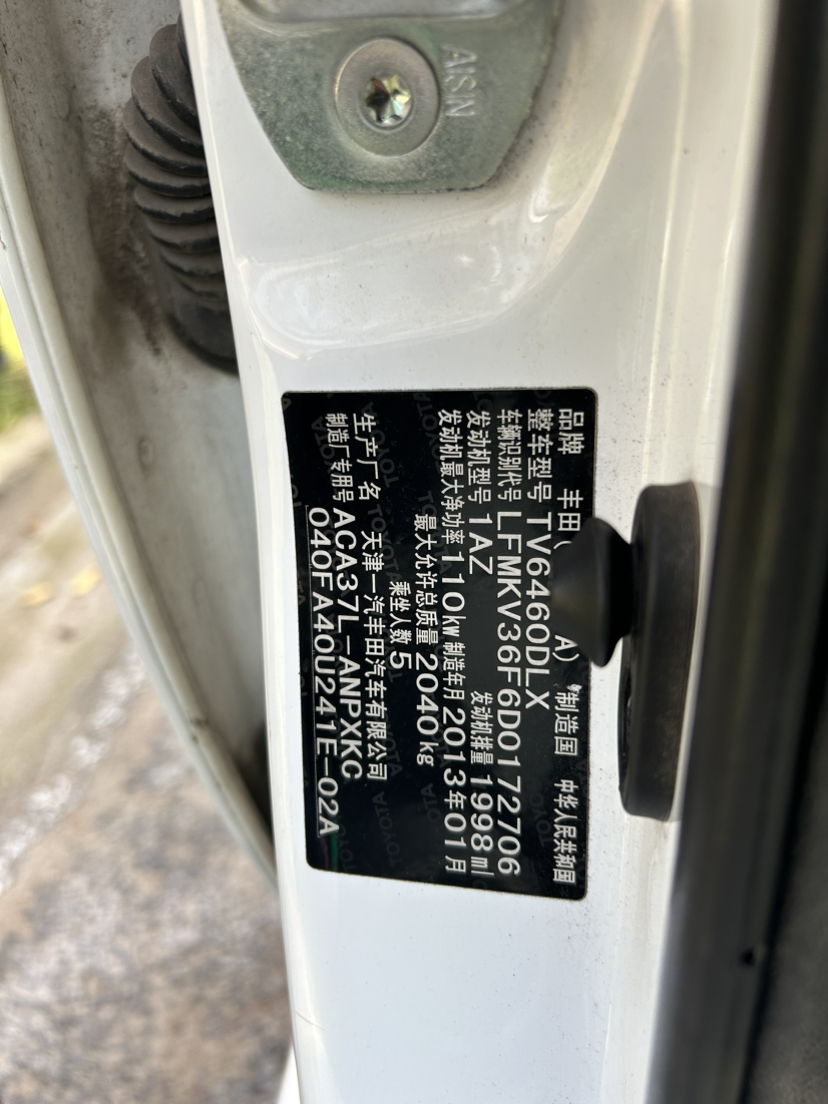 AISIN
品牌 丰田( A) 制造国 中华人民共和国
整车型号 TV6460DLX
车辆识别代号 LFMKV36F6D0172706
发动机型号 1AZ 发动机排量 1998ml
发动机最大净功率 110kW 制造年月 2013年01月
最大允许总质量 2040kg
乘坐人数 5
生产厂名 天津一汽丰田汽车有限公司
制造厂专用号 ACA37L-ANPXKC
040FA40U241E-02A